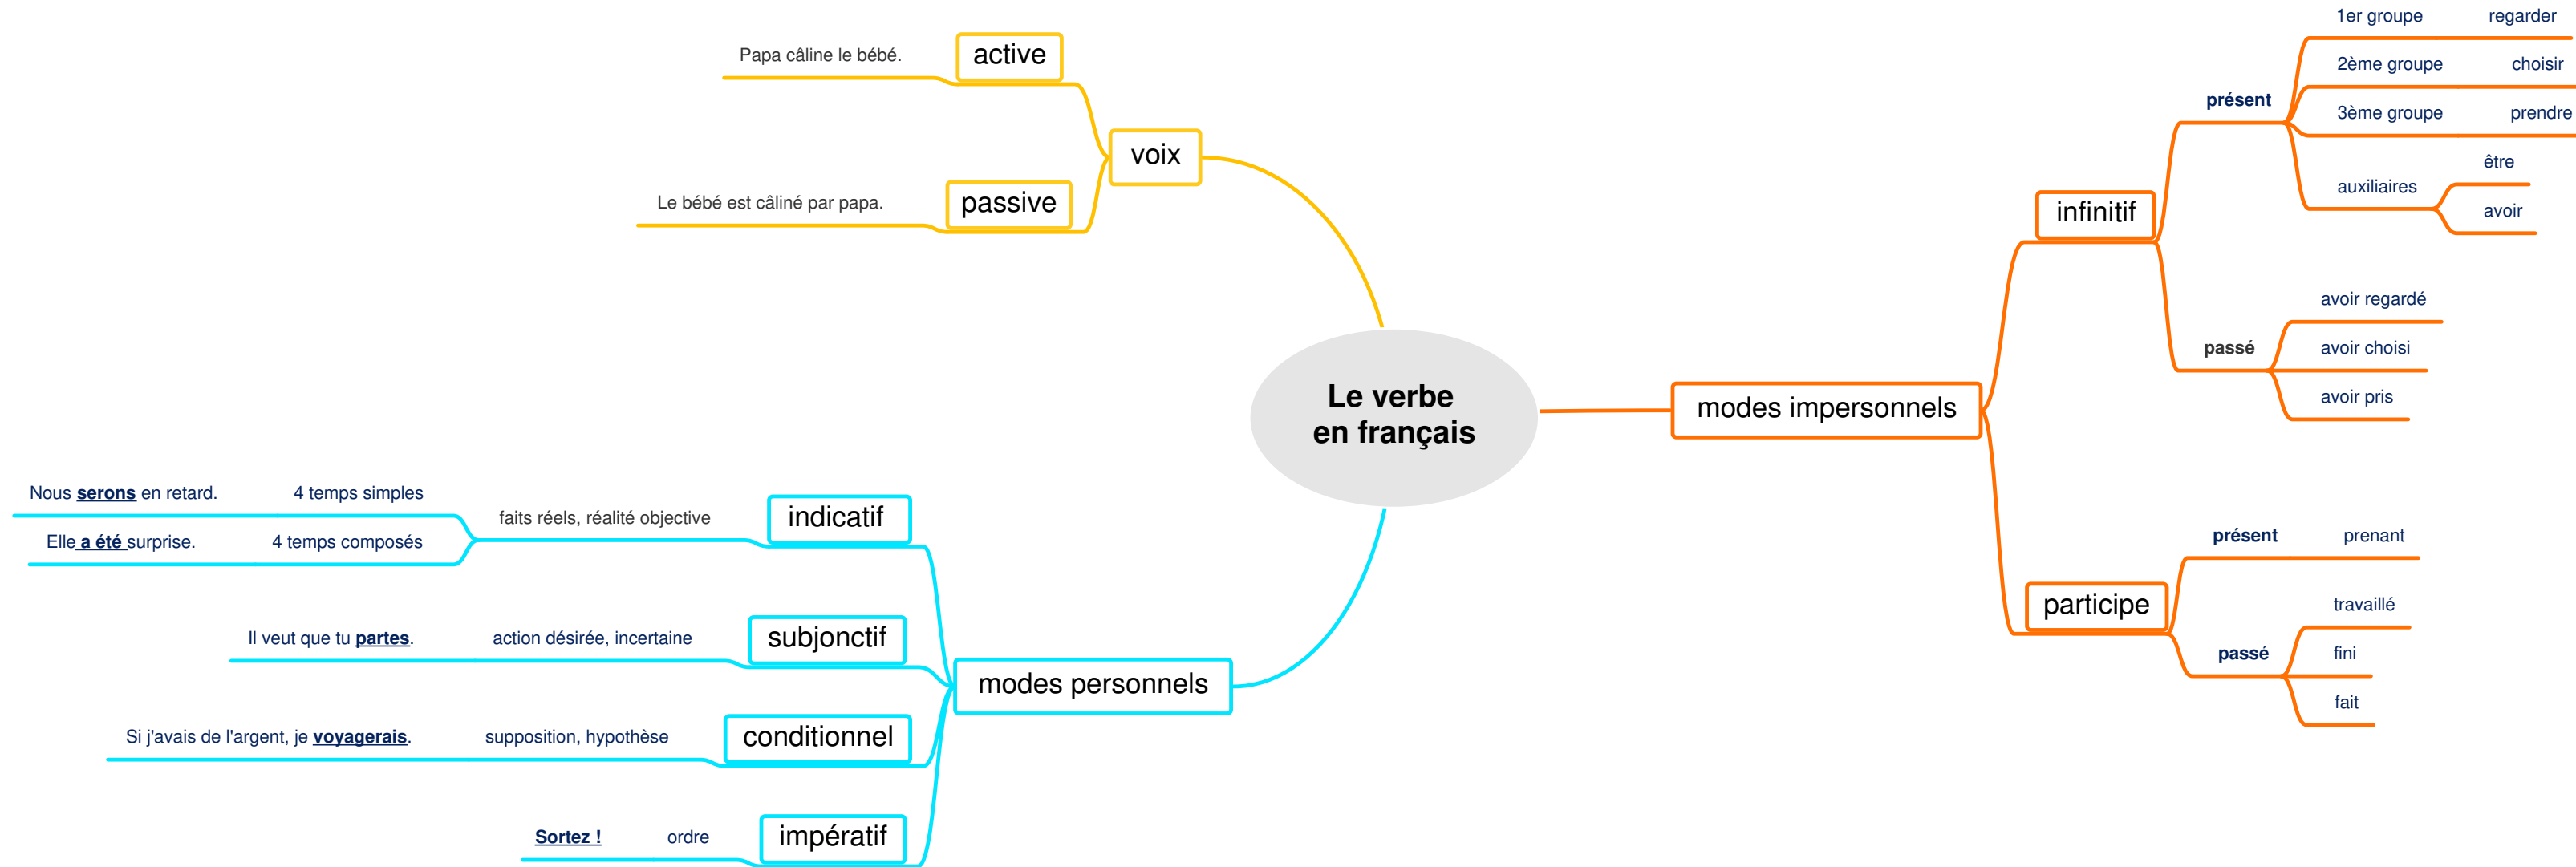 Le verbe
en français
voix
active
Papa câline le bébé.
passive
Le bébé est câliné par papa.
modes impersonnels
infinitif
présent
1er groupe regarder
2ème groupe choisir
3ème groupe prendre
auxiliaires
être
avoir
passé
avoir regardé
avoir choisi
avoir pris
participe
présent
prenant
passé
travaillé
fini
fait
modes personnels
indicatif
faits réels, réalité objective
Nous serons en retard. 4 temps simples
Elle a été surprise. 4 temps composés
subjonctif
Il veut que tu partes. action désirée, incertaine
conditionnel
Si j'avais de l'argent, je voyagerais. supposition, hypothèse
impératif
Sortez ! ordre